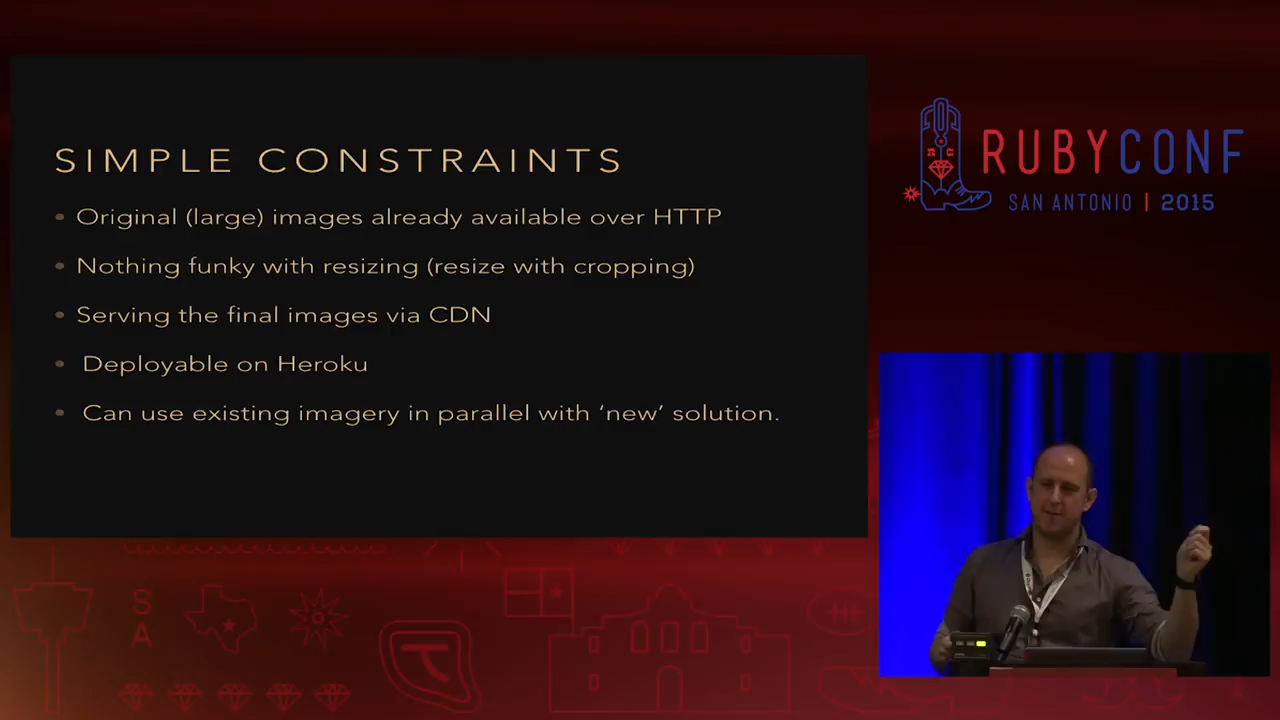 SIMPLE CONSTRAINTS
• Original (large) images already available over HTTP
• Nothing funky with resizing (resize with cropping)
• Serving the final images via CDN
• Deployable on Heroku
• Can use existing imagery in parallel with ‘new’ solution.
RUBYCONF
SAN ANTONIO | 2015
S
A